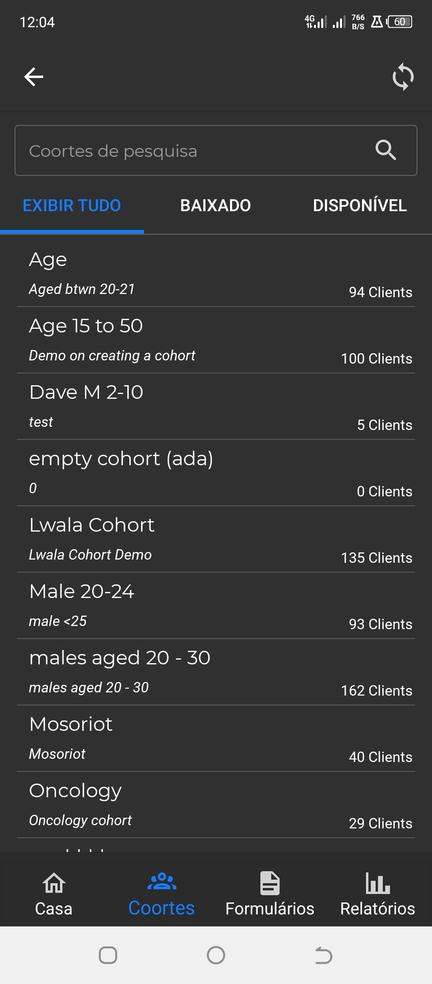 12:04
4G
766
B/S
60
Coortes de pesquisa
EXIBIR TUDO
BAIXADO
DISPONÍVEL
Age
Aged btwn 20-21
94 Clients
Age 15 to 50
Demo on creating a cohort
100 Clients
Dave M 2-10
test
5 Clients
empty cohort (ada)
0
0 Clients
Lwala Cohort
Lwala Cohort Demo
135 Clients
Male 20-24
male <25
93 Clients
males aged 20 - 30
males aged 20 - 30
162 Clients
Mosoriot
Mosoriot
40 Clients
Oncology
Oncology cohort
29 Clients
Casa
Coortes
Formulários
Relatórios